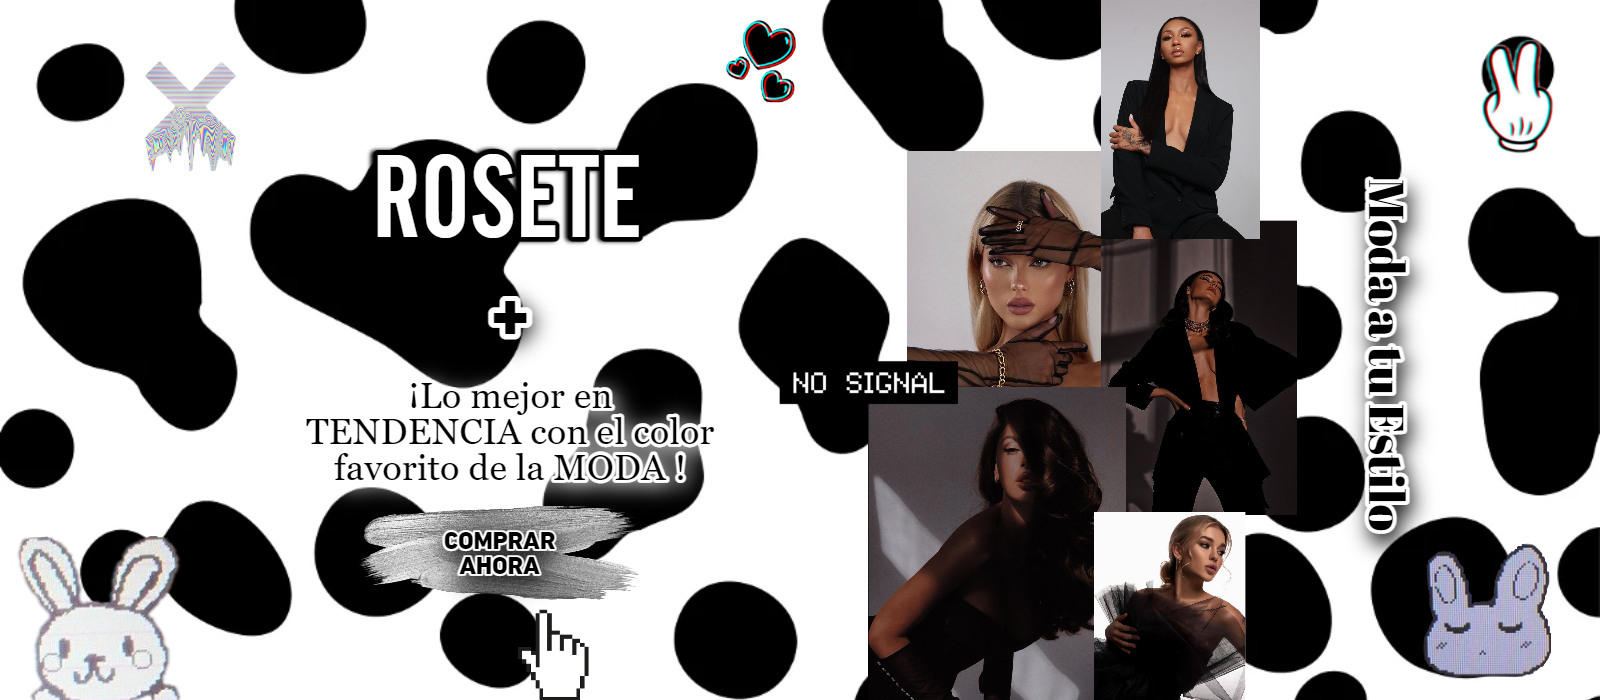 ROSETE
+
¡Lo mejor en
TENDENCIA con el color
favorito de la MODA !
COMPRAR
AHORA
NO SIGNAL
Moda a tu Estilo